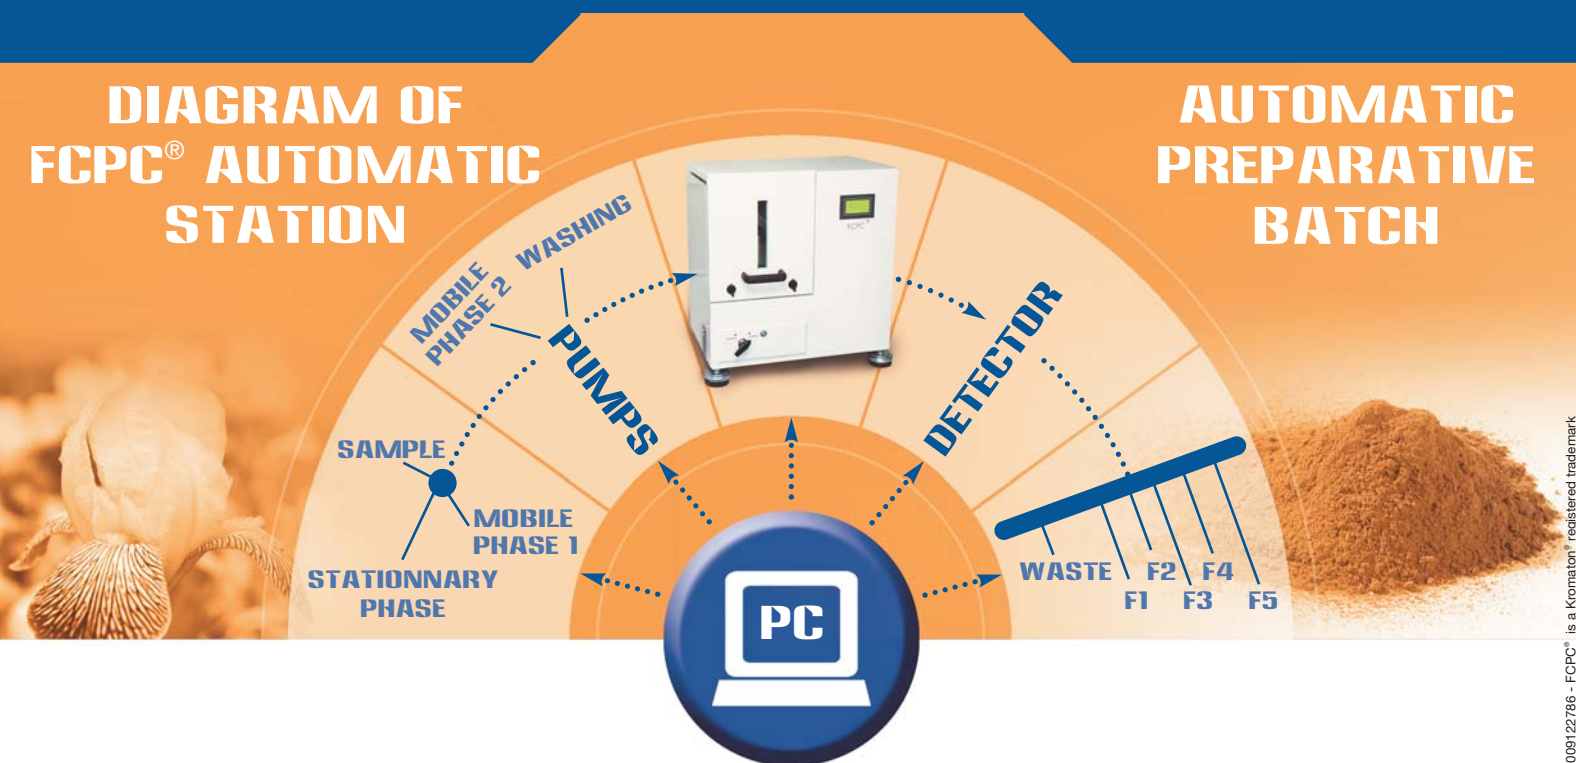 DIAGRAM OF
FCPC® AUTOMATIC
STATION
AUTOMATIC
PREPARATIVE
BATCH
WASHING
MOBILE
PHASE 2
PUMPS
FCPC®
DETECTOR
SAMPLE
MOBILE
PHASE 1
STATIONNARY
PHASE
WASTE
F1
F2
F3
F4
F5
PC
009122786 - FCPC® is a Kromaton® registered trademark